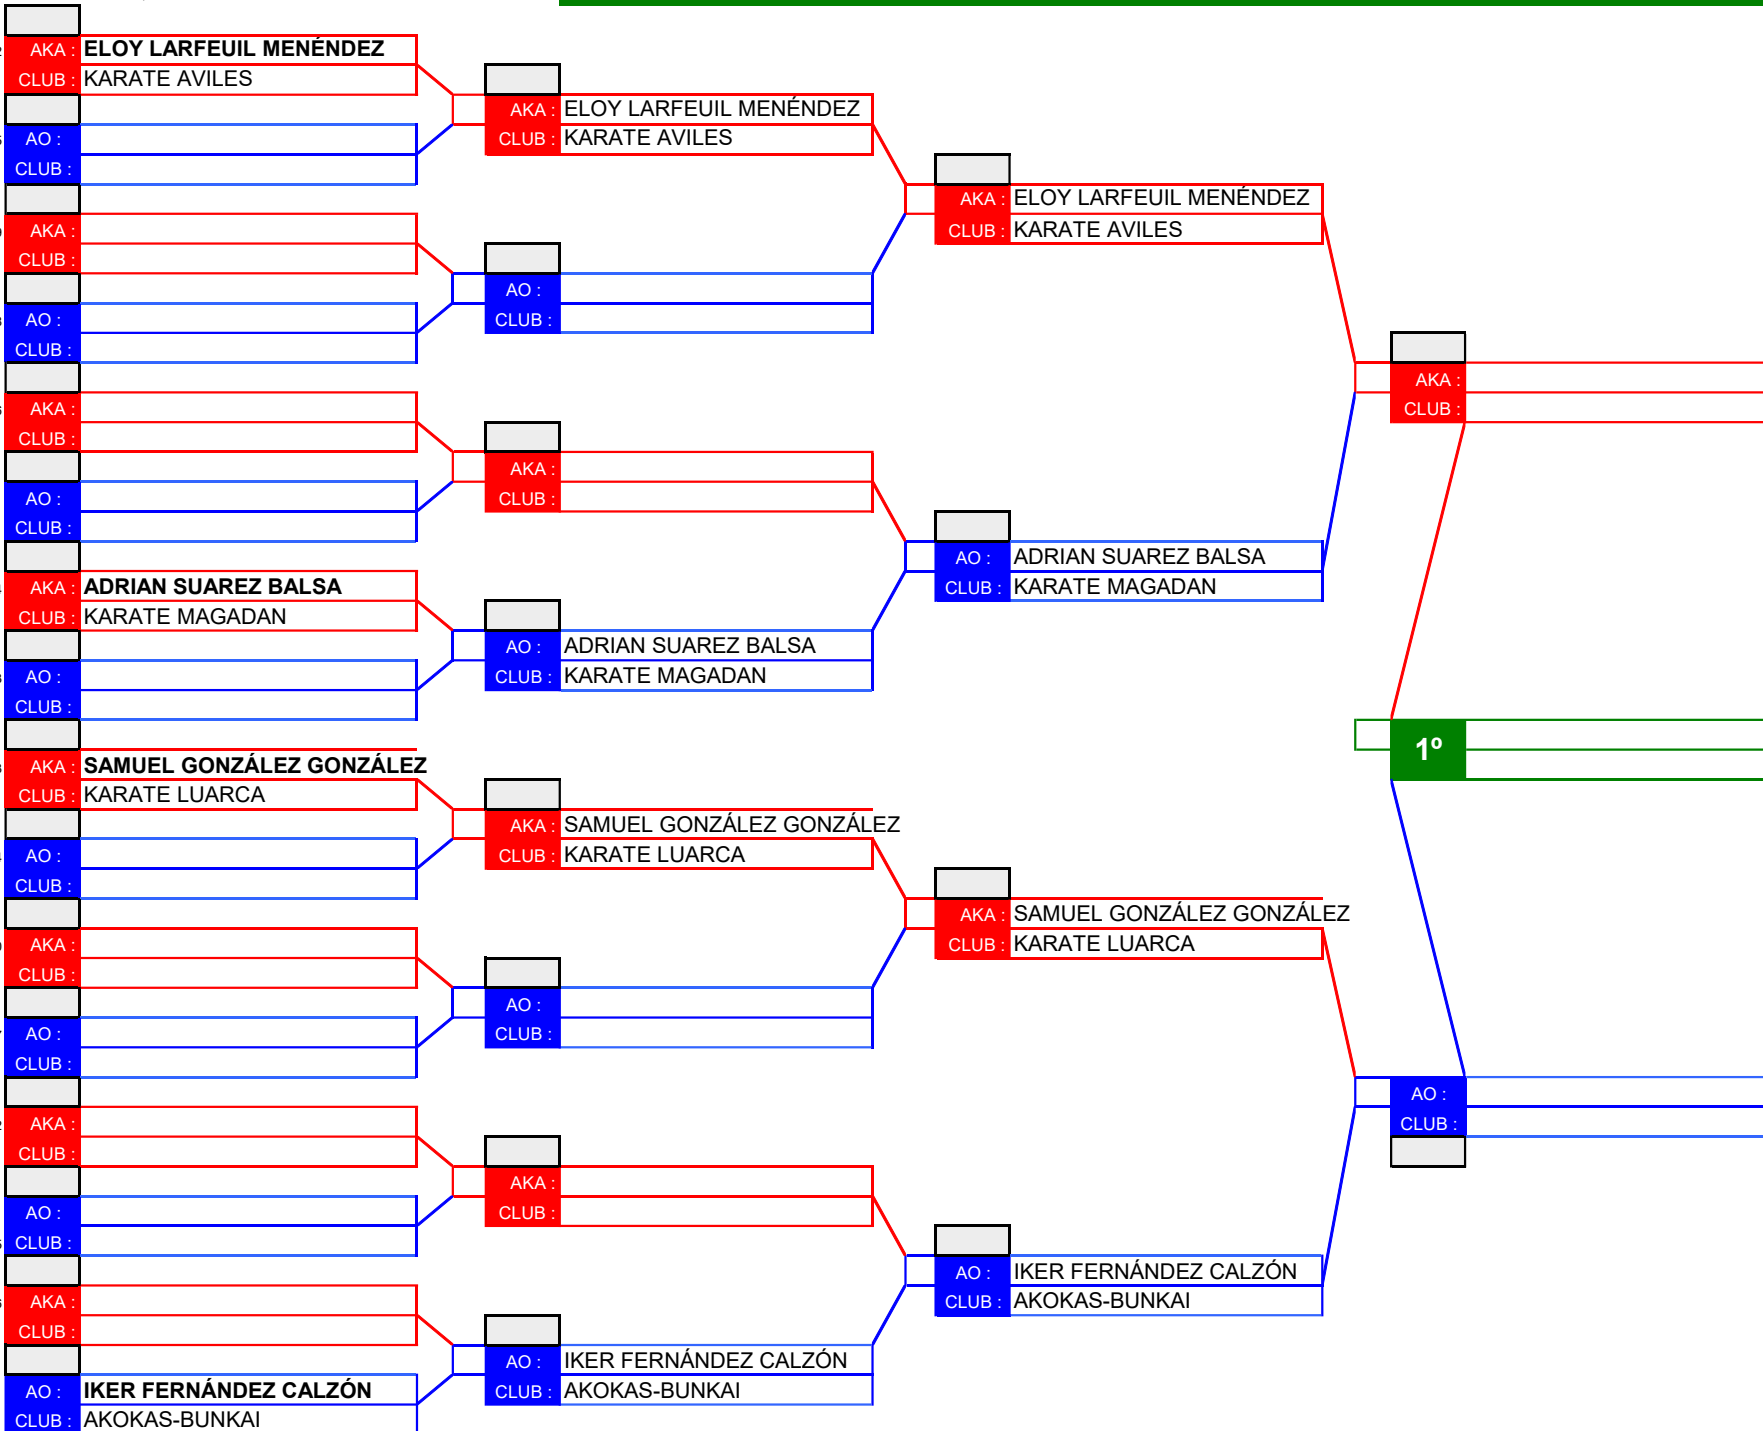 AKA : ELOY LARFEUIL MENÉNDEZ
CLUB : KARATE AVILES
AO :
CLUB :
AKA :
CLUB :
AO :
CLUB :
AKA :
CLUB :
AO :
CLUB :
AKA : ADRIAN SUAREZ BALSA
CLUB : KARATE MAGADAN
AO :
CLUB :
AKA : SAMUEL GONZÁLEZ GONZÁLEZ
CLUB : KARATE LUARCA
AO :
CLUB :
AKA :
CLUB :
AO :
CLUB :
AKA :
CLUB :
AO :
CLUB :
AKA :
CLUB :
AO : IKER FERNÁNDEZ CALZÓN
CLUB : AKOKAS-BUNKAI
AKA : ELOY LARFEUIL MENÉNDEZ
CLUB : KARATE AVILES
AO :
CLUB :
AKA :
CLUB :
AO : ADRIAN SUAREZ BALSA
CLUB : KARATE MAGADAN
AKA : SAMUEL GONZÁLEZ GONZÁLEZ
CLUB : KARATE LUARCA
AO :
CLUB :
AKA :
CLUB :
AO : IKER FERNÁNDEZ CALZÓN
CLUB : AKOKAS-BUNKAI
AKA : ELOY LARFEUIL MENÉNDEZ
CLUB : KARATE AVILES
AO : ADRIAN SUAREZ BALSA
CLUB : KARATE MAGADAN
AKA : SAMUEL GONZÁLEZ GONZÁLEZ
CLUB : KARATE LUARCA
AO : IKER FERNÁNDEZ CALZÓN
CLUB : AKOKAS-BUNKAI
AKA :
CLUB :
1º
AO :
CLUB :